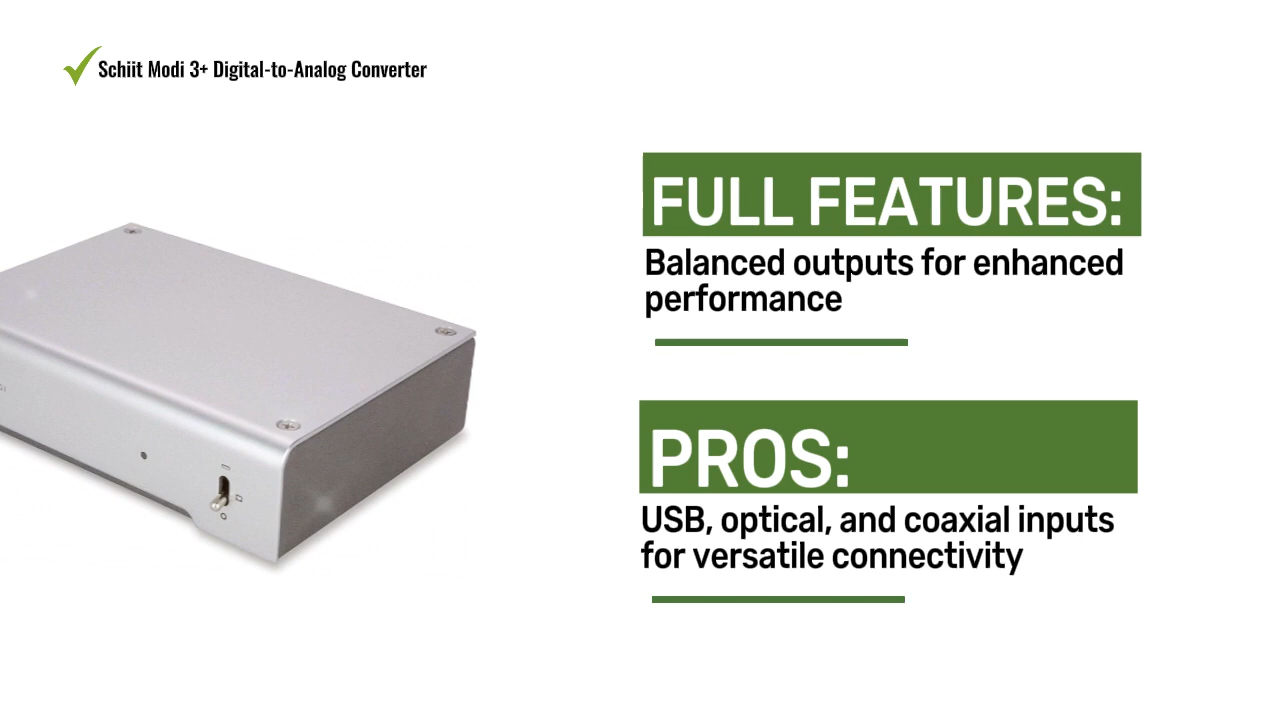 Schiit Modi 3+ Digital-to-Analog Converter
FULL FEATURES:
Balanced outputs for enhanced
performance
PROS:
USB, optical, and coaxial inputs
for versatile connectivity